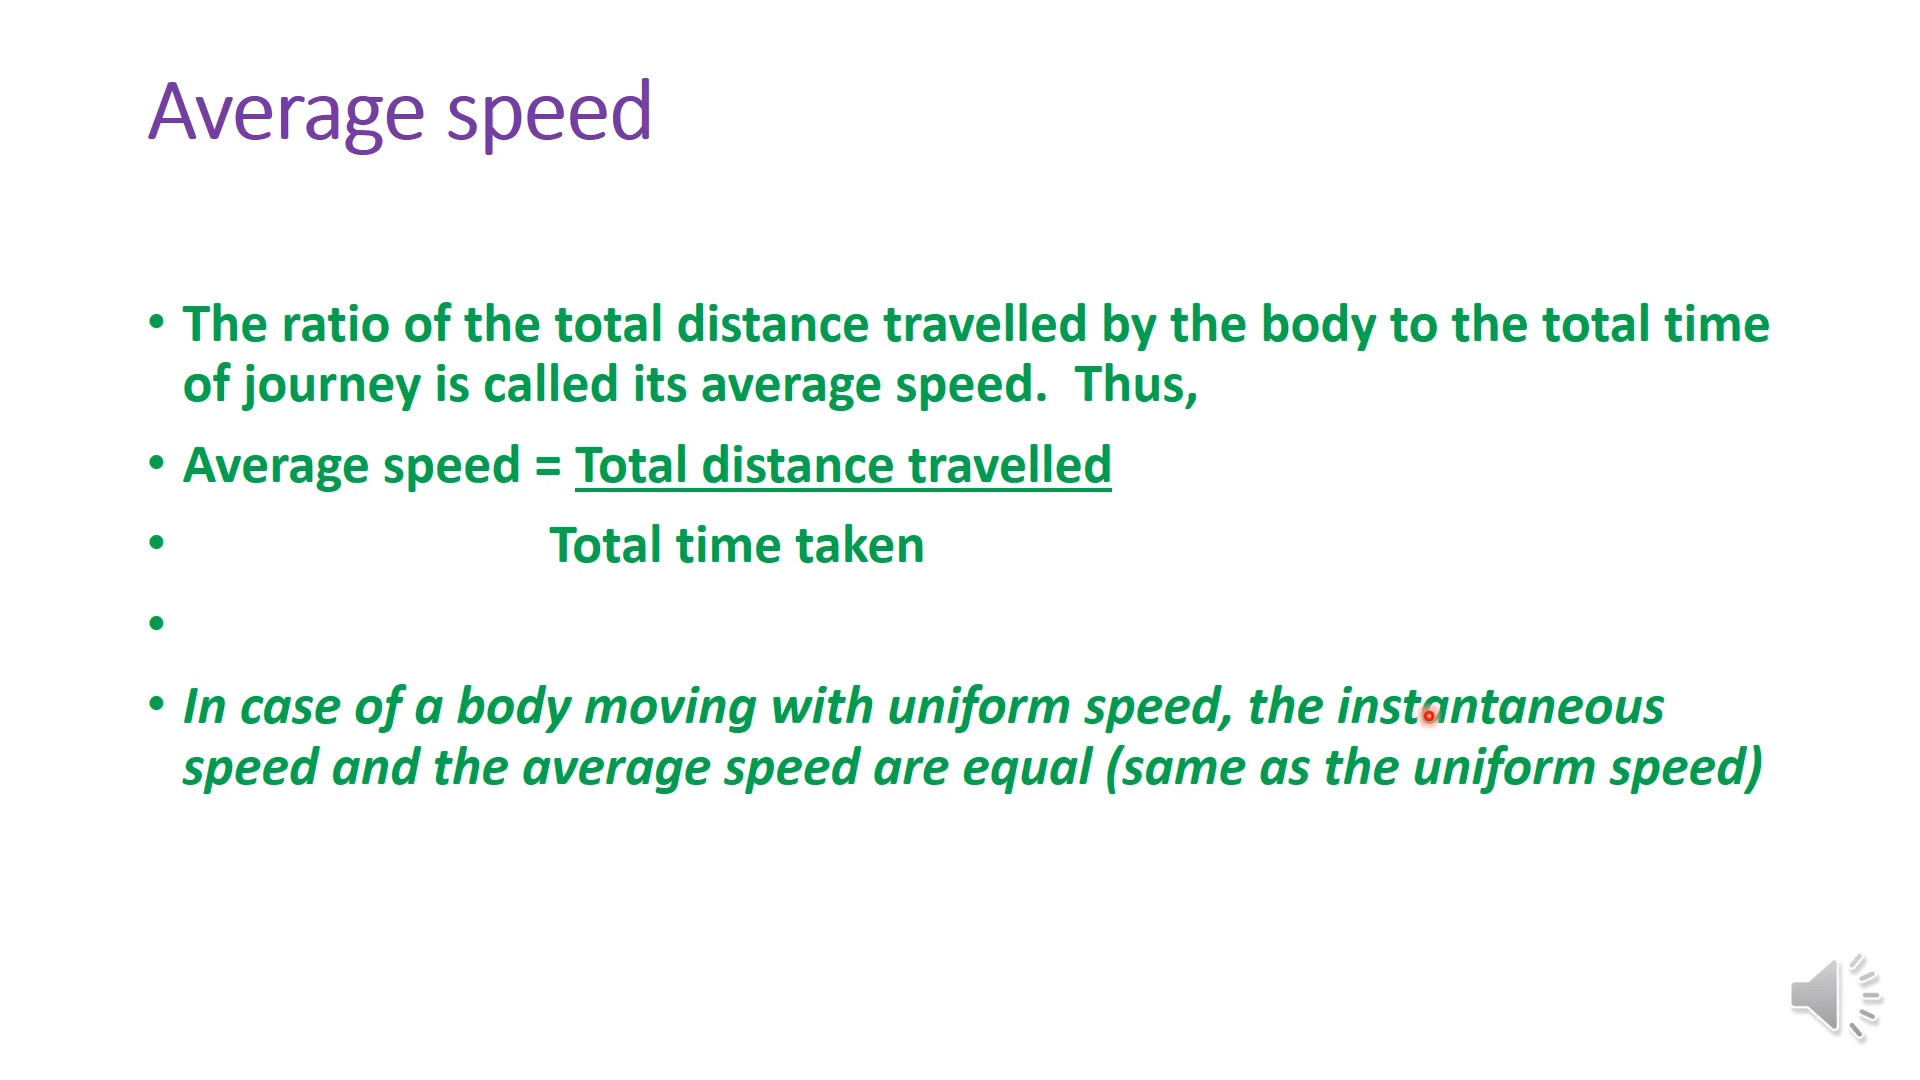 Average speed
• The ratio of the total distance travelled by the body to the total time
of journey is called its average speed.  Thus,
• Average speed = Total distance travelled
• Total time taken
•
• In case of a body moving with uniform speed, the instantaneous
speed and the average speed are equal (same as the uniform speed)